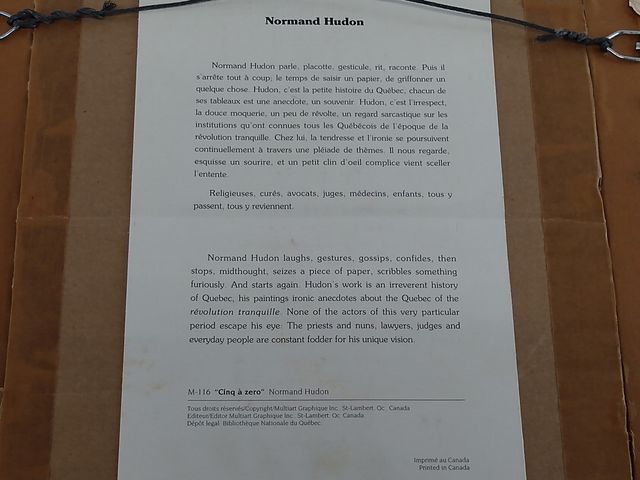 Normand Hudon
Normand Hudon parle, placotte, gesticule, rit, raconte. Puis il
s'arrête tout à coup, le temps de saisir un papier, de griffonner un
quelque chose. Hudon, c'est la petite histoire du Québec, chacun de
ses tableaux est une anecdote, un souvenir. Hudon, c'est l'irrespect,
la douce moquerie, un peu de révolte, un regard sarcastique sur les
institutions qu'ont connues tous les Québécois de l'époque de la
révolution tranquille. Chez lui, la tendresse et l'ironie se poursuivent
continuellement à travers une pléiade de thèmes. Il nous regarde,
esquisse un sourire, et un petit clin d'oeil complice vient sceller
l'entente.
Religieuses, curés, avocats, juges, médecins, enfants, tous y
passent, tous y reviennent.
Normand Hudon laughs, gestures, gossips, confides, then
stops, midthought, seizes a piece of paper, scribbles something
furiously. And starts again. Hudon's work is an irreverent history
of Quebec, his paintings ironic anecdotes about the Quebec of the
révolution tranquille. None of the actors of this very particular
period escape his eye: The priests and nuns, lawyers, judges and
everyday people are constant fodder for his unique vision.
M-116 "Cinq à zero" Normand Hudon
Tous droits réservés/Copyright/Multiart Graphique Inc. St-Lambert. Qc. Canada
Editeur/Editor Multiart Graphique Inc. St-Lambert. Qc. Canada
Dépôt legal: Bibliothèque Nationale du Québec.
Imprimé au Canada
Printed in Canada